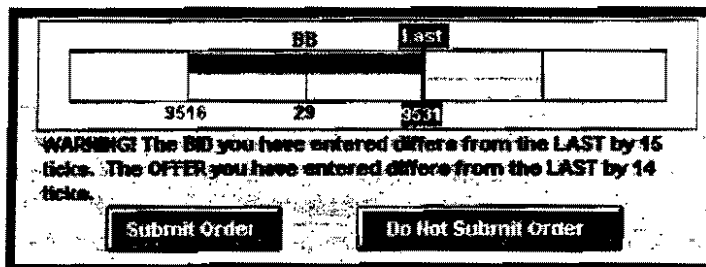 BB Last
9516 29 9531
WARNING! The BID you have entered differs from the LAST by 15
ticks. The OFFER you have entered differs from the LAST by 14
ticks.
Submit Order Do Not Submit Order